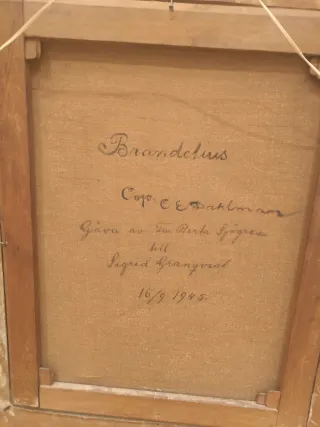 Brandelius
Cop. C E Dahlman
Gåva av Fru Berta Sjögren
till
Sigrid Granqvist
16/9 1945.